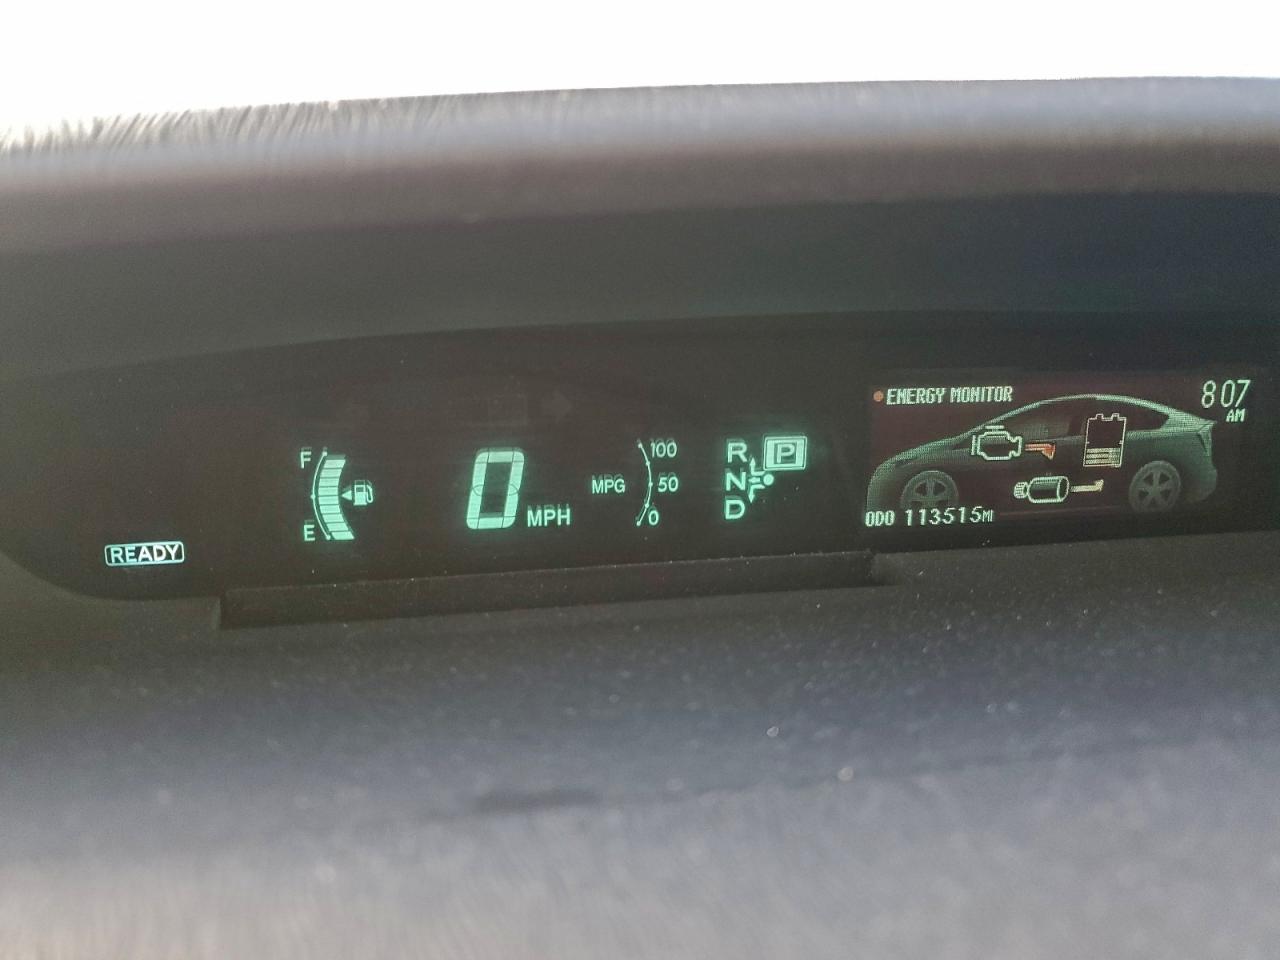 READY
F
E
0 MPH
MPG
100
50
0
R P
N
D
ENERGY MONITOR
8 07
AM
ODO 113515MI